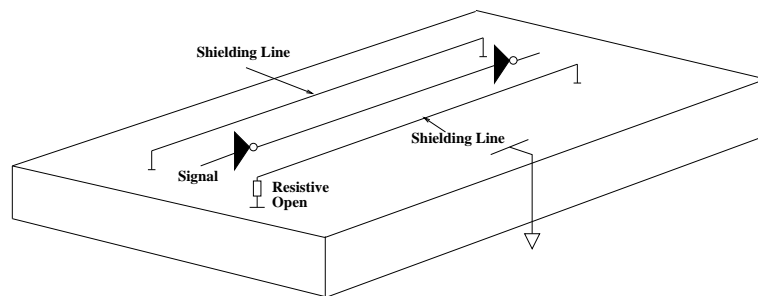 Shielding Line
Shielding Line
Signal
Resistive
Open